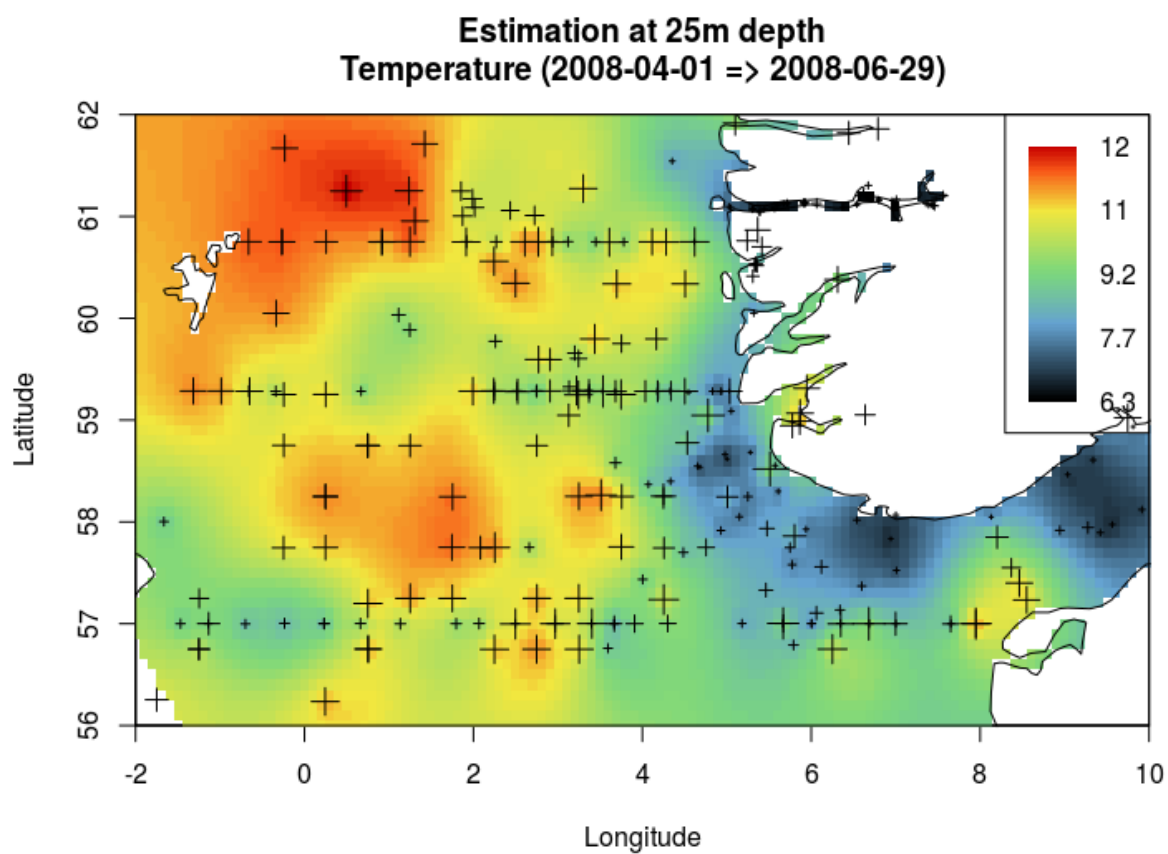 Estimation at 25m depth
Temperature (2008-04-01 => 2008-06-29)
62
61
60
59
58
57
56
Latitude
12
11
9.2
7.7
6.3
-2 0 2 4 6 8 10
Longitude